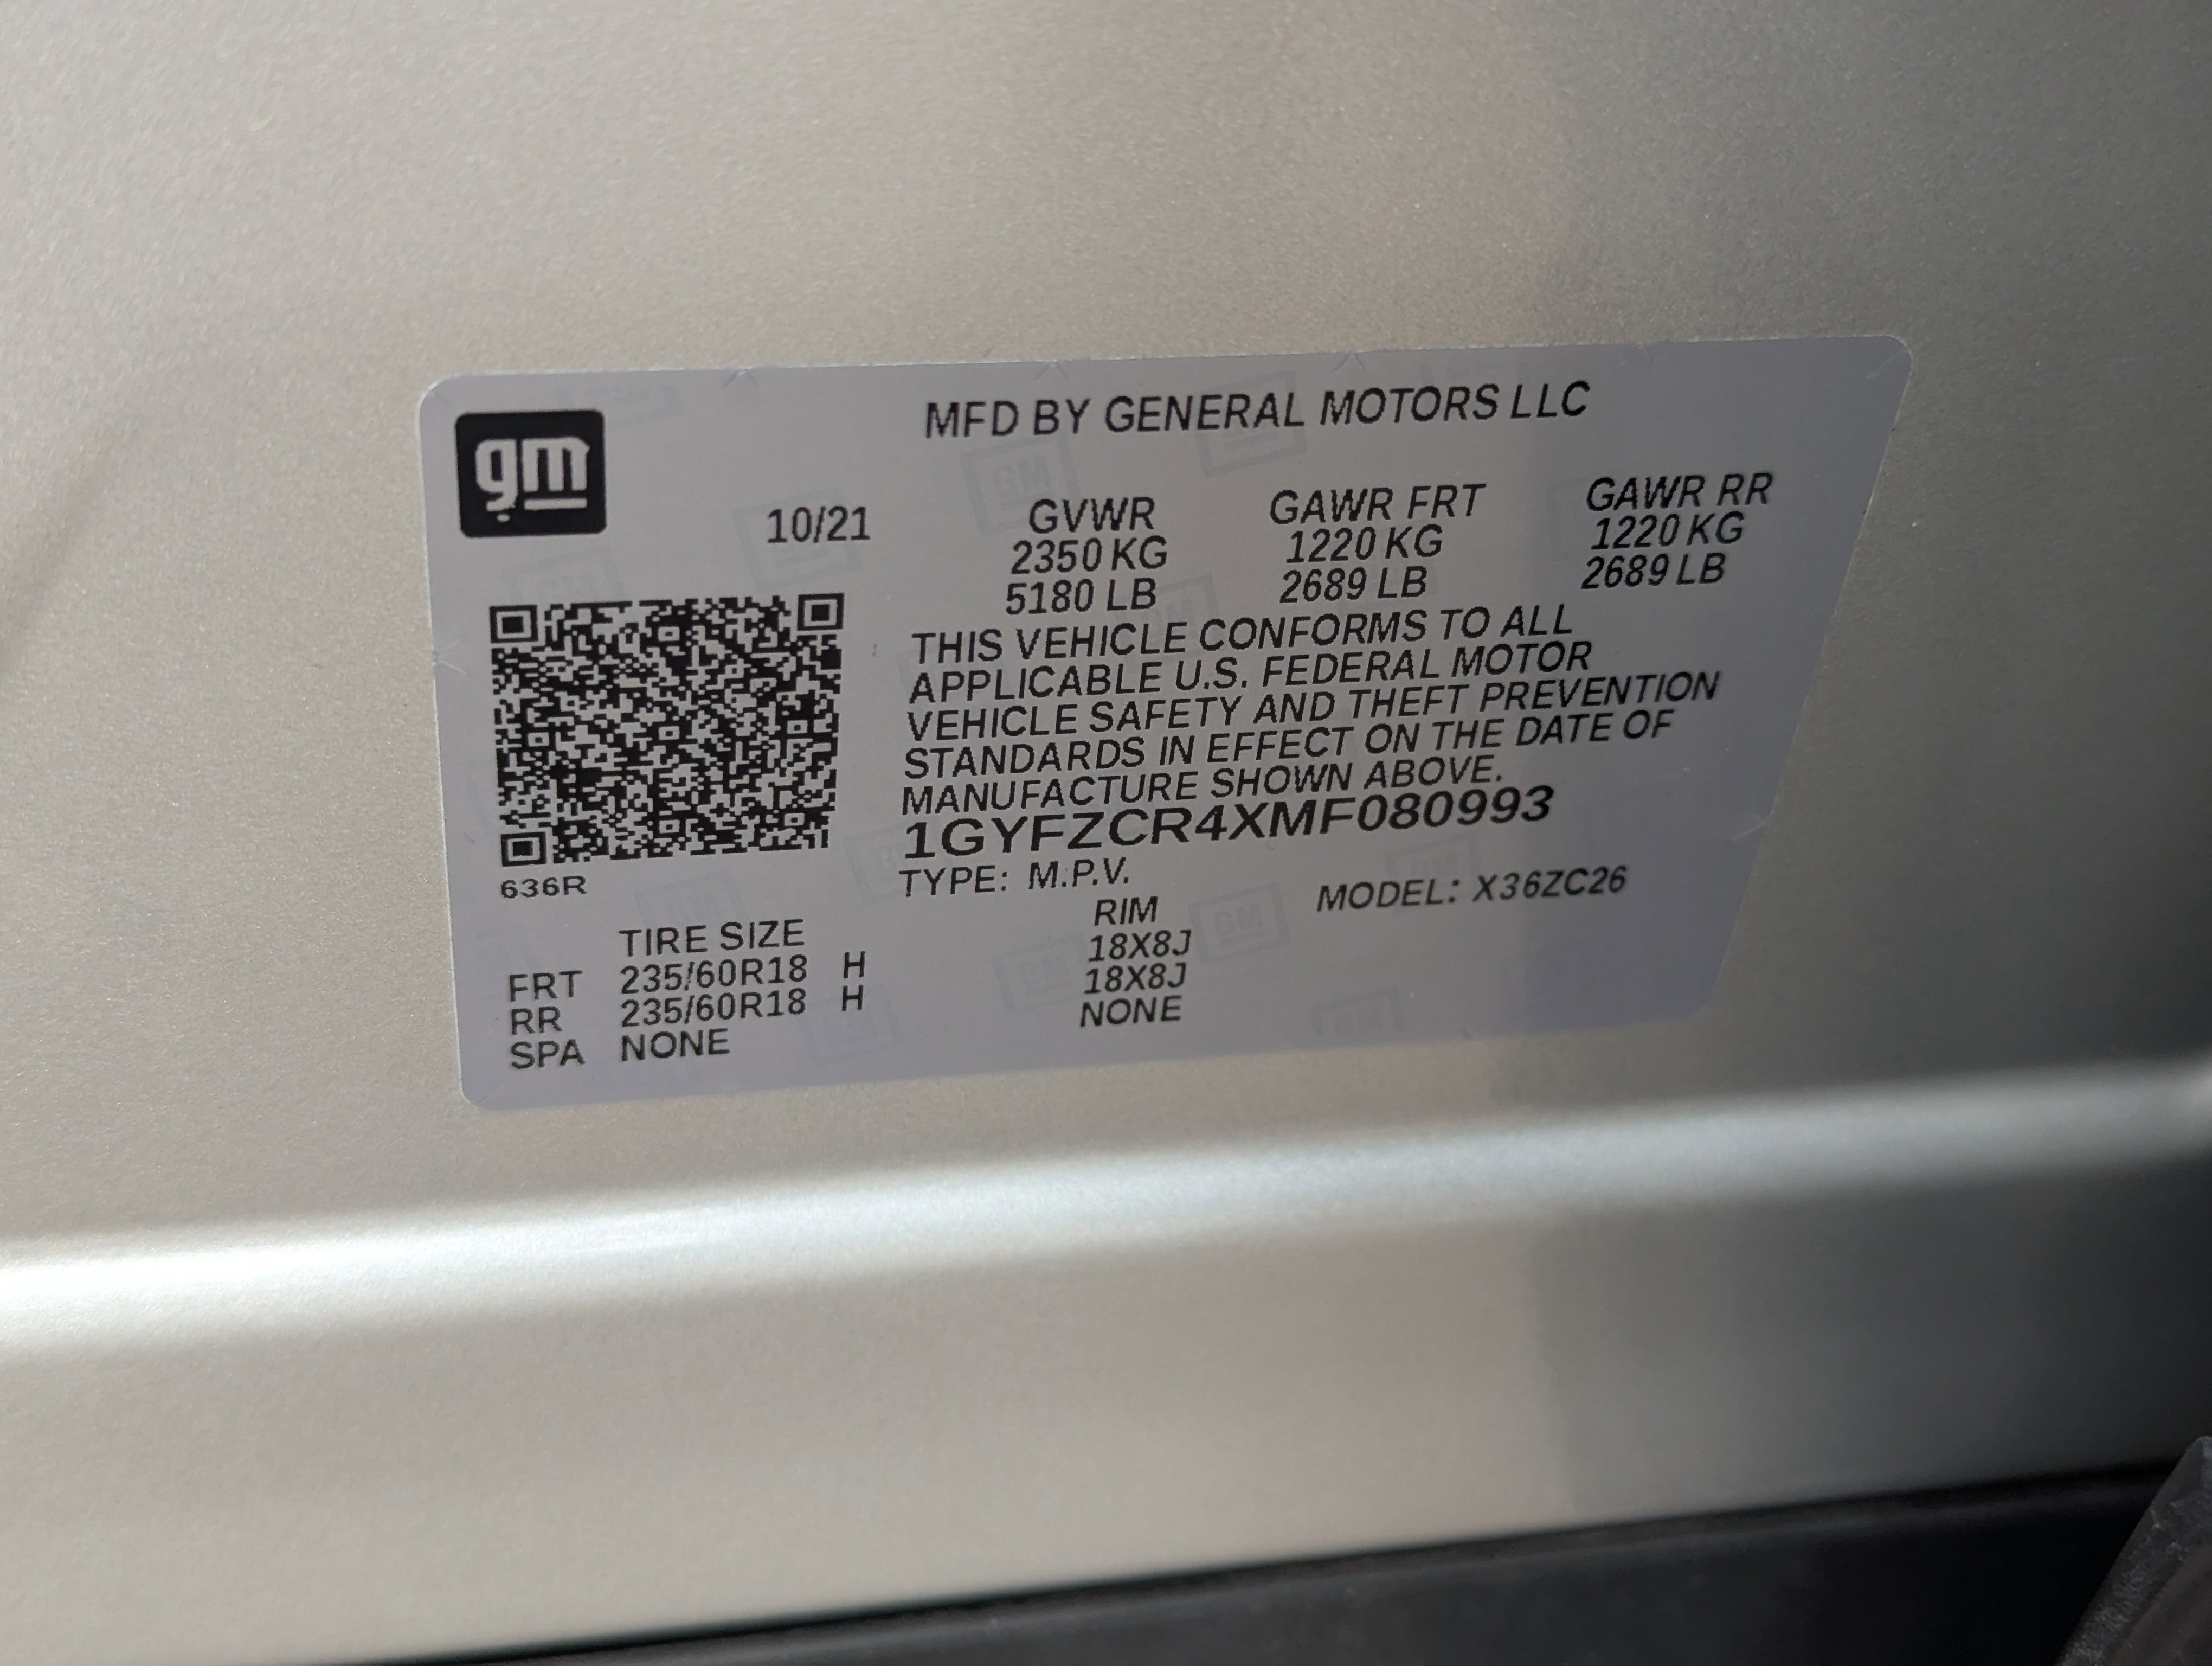 gm
MFD BY GENERAL MOTORS LLC
10/21 GVWR GAWR FRT GAWR RR
2350 KG 1220 KG 1220 KG
5180 LB 2689 LB 2689 LB
THIS VEHICLE CONFORMS TO ALL
APPLICABLE U.S. FEDERAL MOTOR
VEHICLE SAFETY AND THEFT PREVENTION
STANDARDS IN EFFECT ON THE DATE OF
MANUFACTURE SHOWN ABOVE.
1GYFZCR4XMF080993
636R
TYPE: M.P.V. MODEL: X36ZC26
TIRE SIZE RIM
FRT 235/60R18 H 18X8J
RR 235/60R18 H 18X8J
SPA NONE NONE